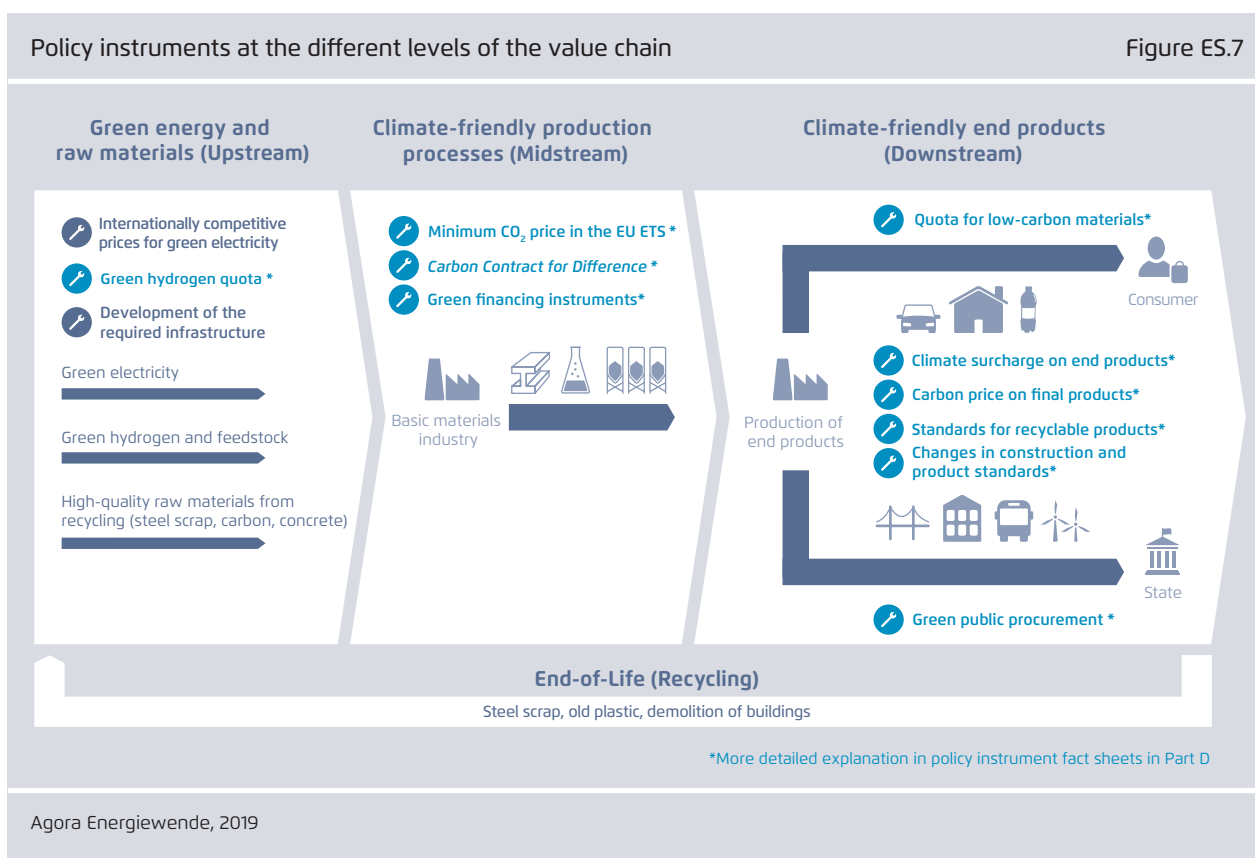 Policy instruments at the different levels of the value chain
Figure ES.7
Green energy and
raw materials (Upstream)
Climate-friendly production
processes (Midstream)
Climate-friendly end products
(Downstream)
Internationally competitive
prices for green electricity
Green hydrogen quota *
Development of the
required infrastructure
Green electricity
Green hydrogen and feedstock
High-quality raw materials from
recycling (steel scrap, carbon, concrete)
Minimum CO₂ price in the EU ETS *
Carbon Contract for Difference *
Green financing instruments*
Basic materials
industry
Quota for low-carbon materials*
Consumer
Production of
end products
Climate surcharge on end products*
Carbon price on final products*
Standards for recyclable products*
Changes in construction and
product standards*
State
Green public procurement *
End-of-Life (Recycling)
Steel scrap, old plastic, demolition of buildings
*More detailed explanation in policy instrument fact sheets in Part D
Agora Energiewende, 2019